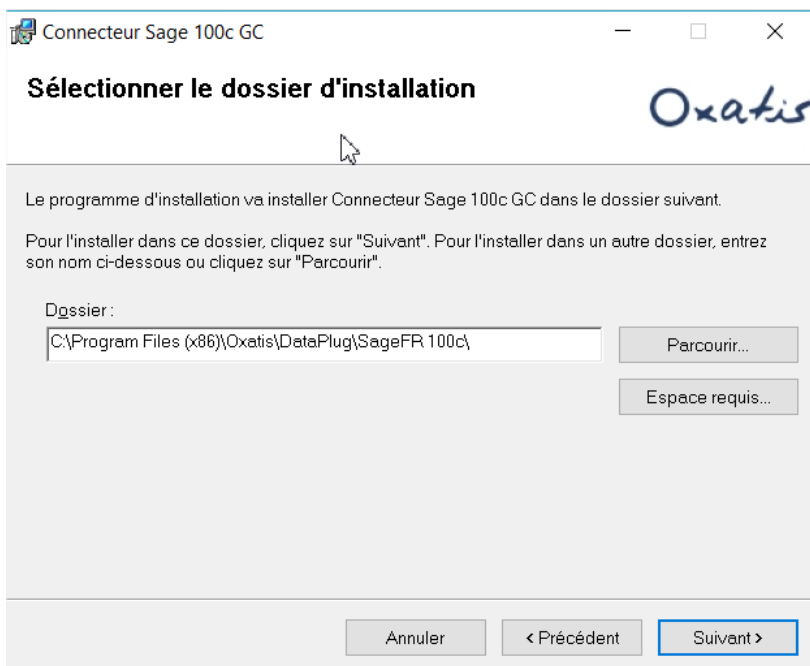 Connecteur Sage 100c GC
Sélectionner le dossier d'installation
Oxatis
Le programme d'installation va installer Connecteur Sage 100c GC dans le dossier suivant.
Pour l'installer dans ce dossier, cliquez sur "Suivant". Pour l'installer dans un autre dossier, entrez
son nom ci-dessous ou cliquez sur "Parcourir".
Dossier :
C:\Program Files (x86)\Oxatis\DataPlug\SageFR 100c\
Parcourir...
Espace requis...
Annuler
< Précédent
Suivant >